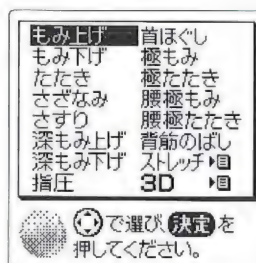 もみ上げ 首ほぐし
もみ下げ 極もみ
たたき 極たたき
さざなみ 腰極もみ
さすり 腰極たたき
深もみ上げ 背筋のばし
深もみ下げ ストレッチ
指圧 3D
で選び、決定を
押してください。